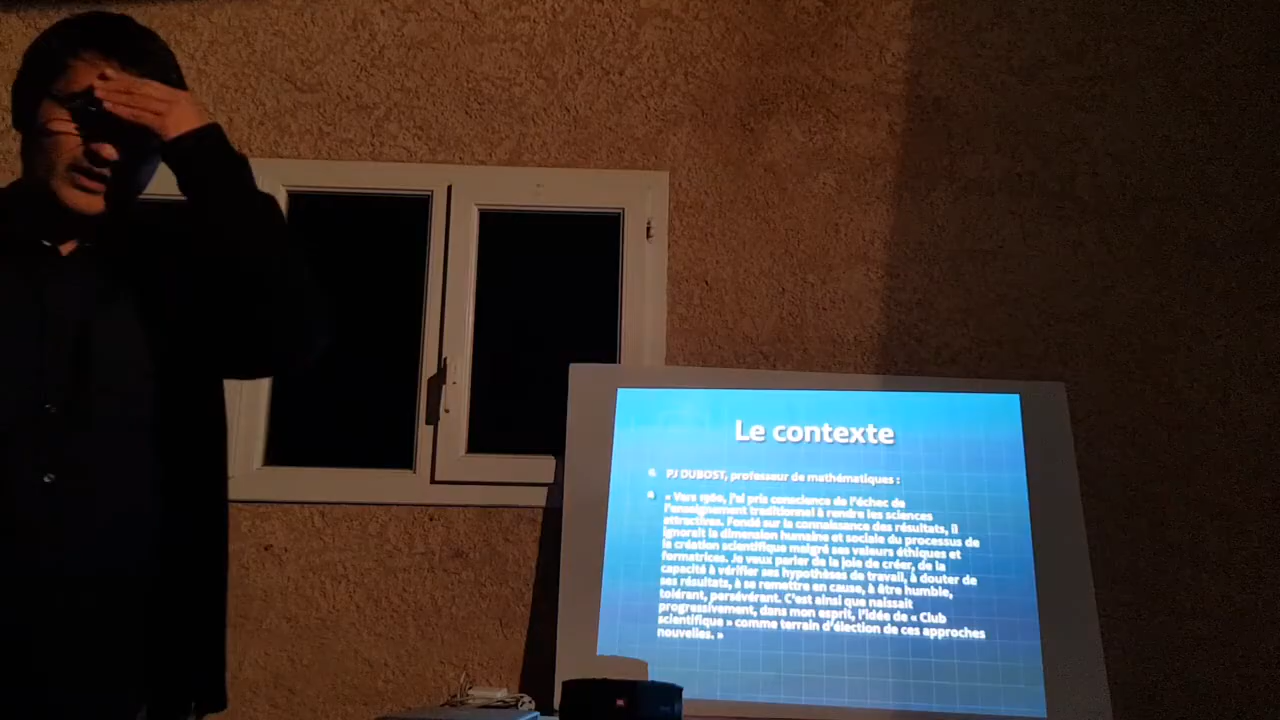 Le contexte
PJ DUBOST, professeur de mathématiques :
« Vers 1960, j'ai pris conscience de l'échec de
l'enseignement traditionnel à rendre les sciences
attractives. Fondé sur la connaissance des résultats, il
ignorait la dimension humaine et sociale du processus de
la création scientifique malgré ses valeurs éthiques et
formatrices. Je veux parler de la joie de créer, de la
capacité à vérifier ses hypothèses de travail, à douter de
ses résultats, à se remettre en cause, à être humble,
tolérant, persévérant. C'est ainsi que naissait
progressivement, dans mon esprit, l'idée de « Club
scientifique » comme terrain d'élection de ces approches
nouvelles. »
JBL